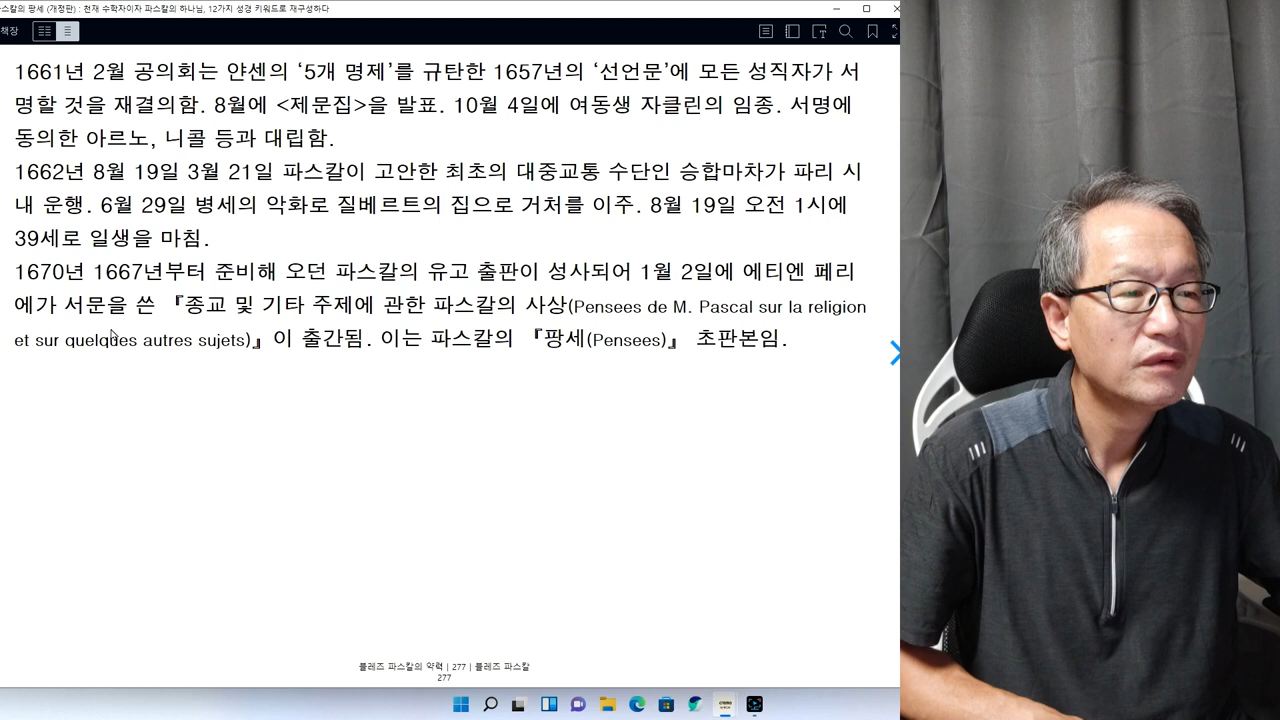 스칼의 팡세 (개정판) : 천재 수학자이자 파스칼의 하나님, 12가지 성경 키워드로 재구성하다
책장
1661년 2월 공의회는 얀센의 ‘5개 명제’를 규탄한 1657년의 ‘선언문’에 모든 성직자가 서
명할 것을 재결의함. 8월에 <제문집>을 발표. 10월 4일에 여동생 자클린의 임종. 서명에
동의한 아르노, 니콜 등과 대립함.
1662년 8월 19일 3월 21일 파스칼이 고안한 최초의 대중교통 수단인 승합마차가 파리 시
내 운행. 6월 29일 병세의 악화로 질베르트의 집으로 거처를 이주. 8월 19일 오전 1시에
39세로 일생을 마침.
1670년 1667년부터 준비해 오던 파스칼의 유고 출판이 성사되어 1월 2일에 에티엔 페리
에가 서문을 쓴 『종교 및 기타 주제에 관한 파스칼의 사상(Pensees de M. Pascal sur la religion
et sur quelques autres sujets)』이 출간됨. 이는 파스칼의 『팡세(Pensees)』 초판본임.
블레즈 파스칼의 약력 | 277 | 블레즈 파스칼
277